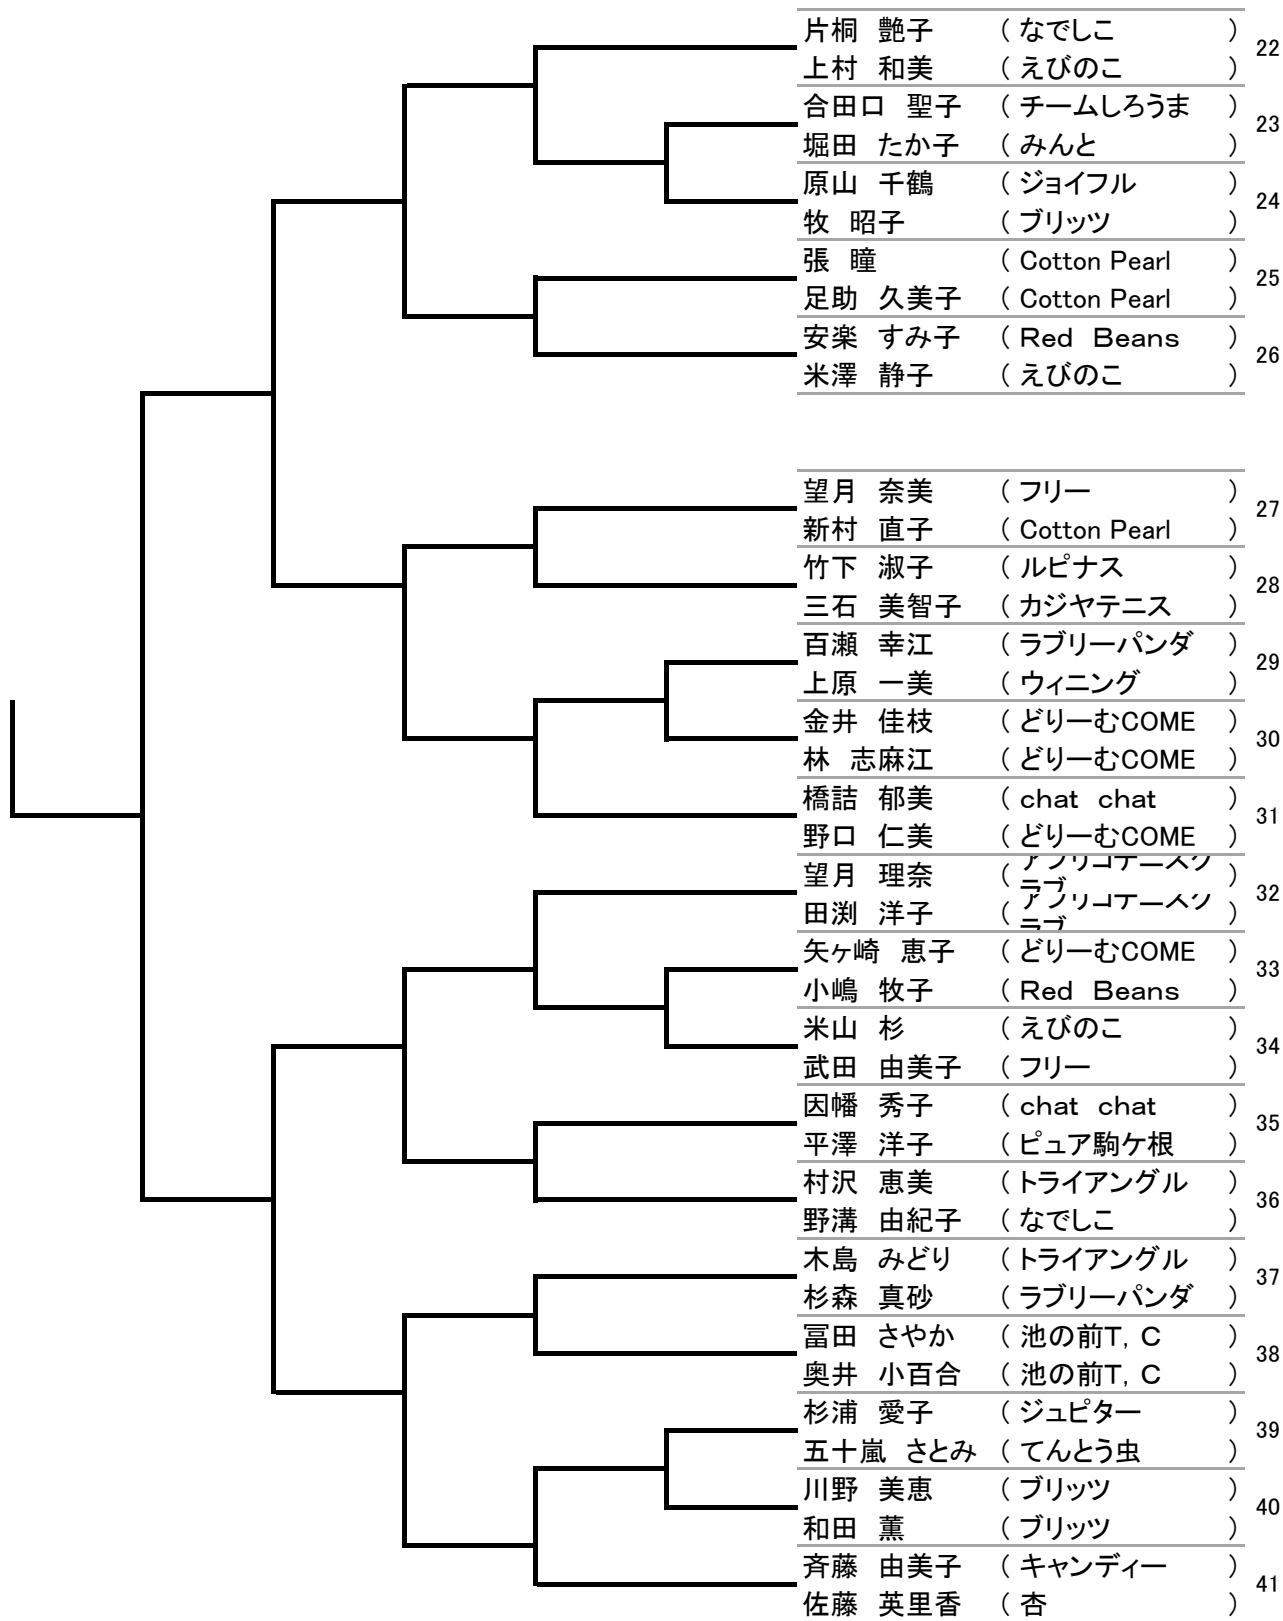 片桐　艶子　（ なでしこ ）
22
上村　和美　（ えびのこ ）
合田口　聖子　（ チームしろうま ）
23
堀田　たか子　（ みんと ）
原山　千鶴　（ ジョイフル ）
24
牧　昭子　（ ブリッツ ）
張　瞳　（ Cotton Pearl ）
25
足助　久美子　（ Cotton Pearl ）
安楽　すみ子　（ Red　Beans ）
26
米澤　静子　（ えびのこ ）
望月　奈美　（ フリー ）
27
新村　直子　（ Cotton Pearl ）
竹下　淑子　（ ルピナス ）
28
三石　美智子　（ カジヤテニス ）
百瀬　幸江　（ ラブリーパンダ ）
29
上原　一美　（ ウィニング ）
金井　佳枝　（ どりーむCOME ）
30
林　志麻江　（ どりーむCOME ）
橋詰　郁美　（ chat　chat ）
31
野口　仁美　（ どりーむCOME ）
望月　理奈　（ ）
32
田渕　洋子　（ ）
矢ヶ崎　恵子　（ どりーむCOME ）
33
小嶋　牧子　（ Red　Beans ）
米山　杉　（ えびのこ ）
34
武田　由美子　（ フリー ）
因幡　秀子　（ chat　chat ）
35
平澤　洋子　（ ピュア駒ケ根 ）
村沢　恵美　（ トライアングル ）
36
野溝　由紀子　（ なでしこ ）
木島　みどり　（ トライアングル ）
37
杉森　真砂　（ ラブリーパンダ ）
冨田　さやか　（ 池の前T，C ）
38
奥井　小百合　（ 池の前T，C ）
杉浦　愛子　（ ジュピター ）
39
五十嵐　さとみ　（ てんとう虫 ）
川野　美恵　（ ブリッツ ）
40
和田　薫　（ ブリッツ ）
斉藤　由美子　（ キャンディー ）
41
佐藤　英里香　（ 杏 ）